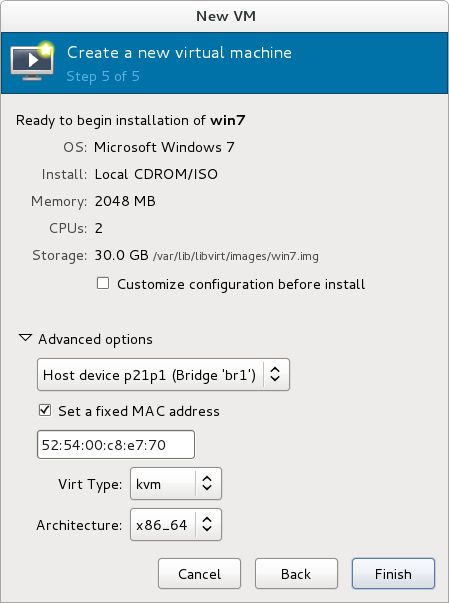 New VM
Create a new virtual machine
Step 5 of 5
Ready to begin installation of win7
OS: Microsoft Windows 7
Install: Local CDROM/ISO
Memory: 2048 MB
CPUs: 2
Storage: 30.0 GB /var/lib/libvirt/images/win7.img
Customize configuration before install
Advanced options
Host device p21p1 (Bridge 'br1')
Set a fixed MAC address
52:54:00:c8:e7:70
Virt Type: kvm
Architecture: x86_64
Cancel Back Finish